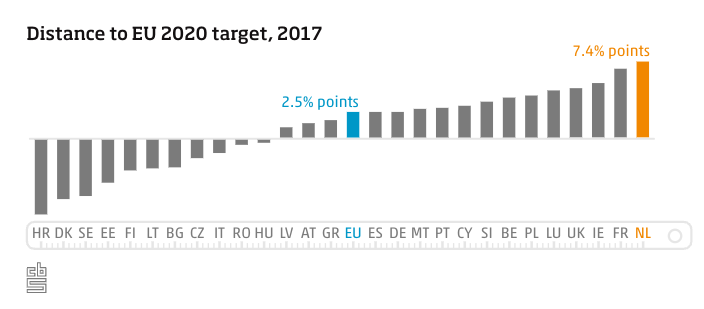 Distance to EU 2020 target, 2017
7.4% points
2.5% points
HR DK SE EE FI LT BG CZ IT RO HU LV AT GR EU ES DE MT PT CY SI BE PL LU UK IE FR NL
cbs